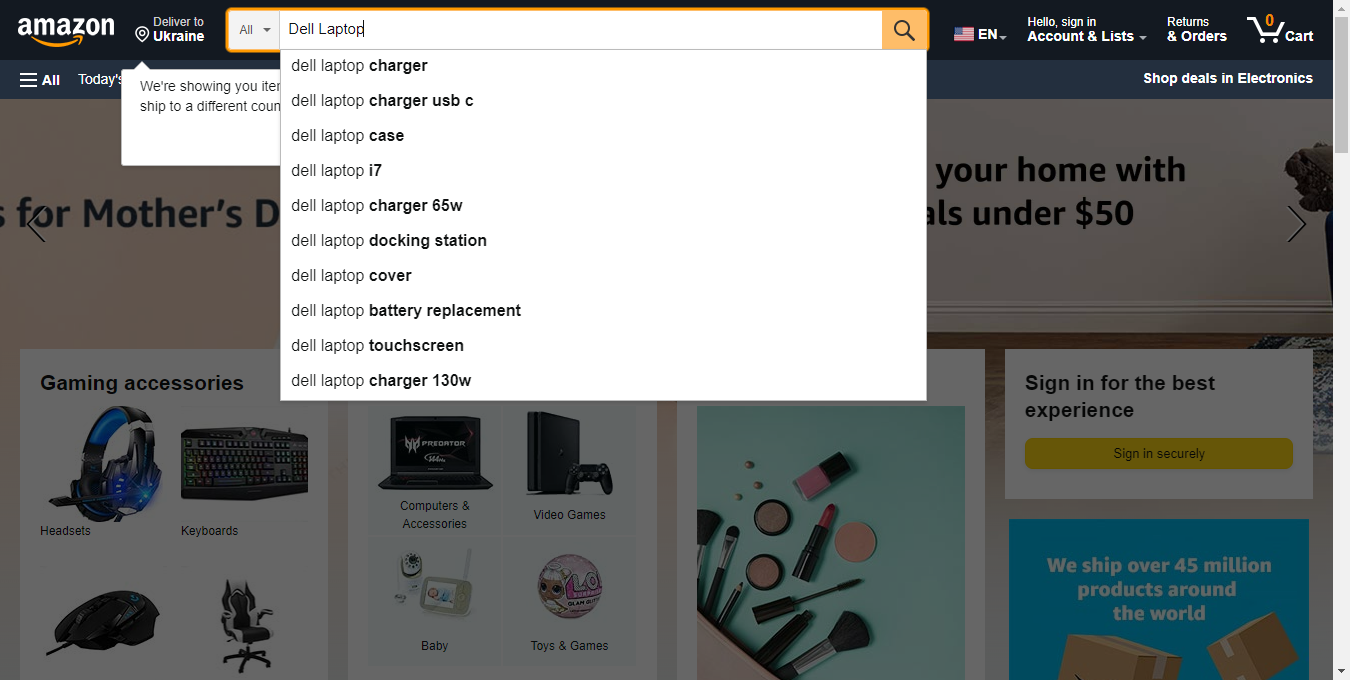 amazon
Deliver to
Ukraine
All
Dell Laptop
EN
Hello, sign in
Account & Lists
Returns
& Orders
0
Cart
All
Today's
Shop deals in Electronics
We're showing you
ship to a different
dell laptop charger
dell laptop charger usb c
dell laptop case
dell laptop i7
dell laptop charger 65w
dell laptop docking station
dell laptop cover
dell laptop battery replacement
dell laptop touchscreen
dell laptop charger 130w
for Mother's
your home with
under $50
Gaming accessories
Headsets
Keyboards
PREDATOR
Computers &
Accessories
Video Games
Baby
L.O.L.
Toys & Games
Sign in for the best
experience
Sign in securely
We ship over 45 million
products around
the world